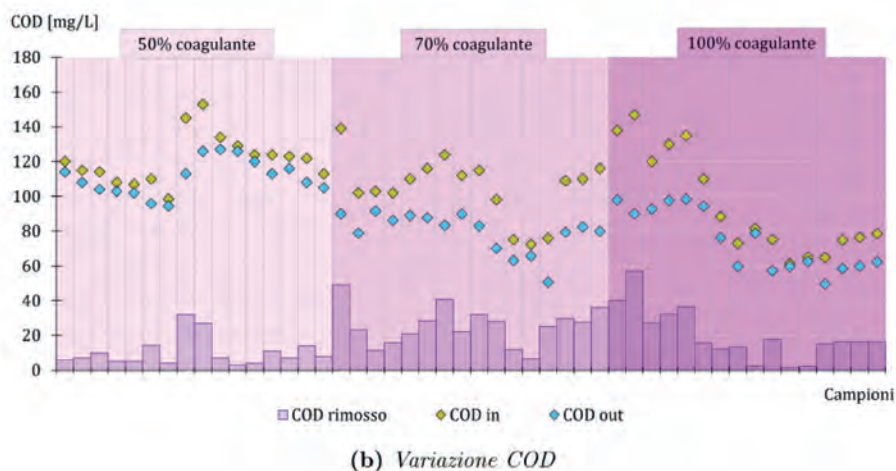 COD [mg/L]
50% coagulante
70% coagulante
100% coagulante
180
160
140
120
100
80
60
40
20
0
Campioni
COD rimosso
COD in
COD out
(b) Variazione COD